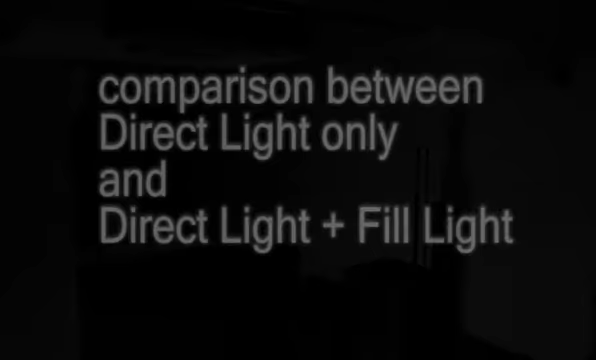 comparison between
Direct Light only
and
Direct Light + Fill Light